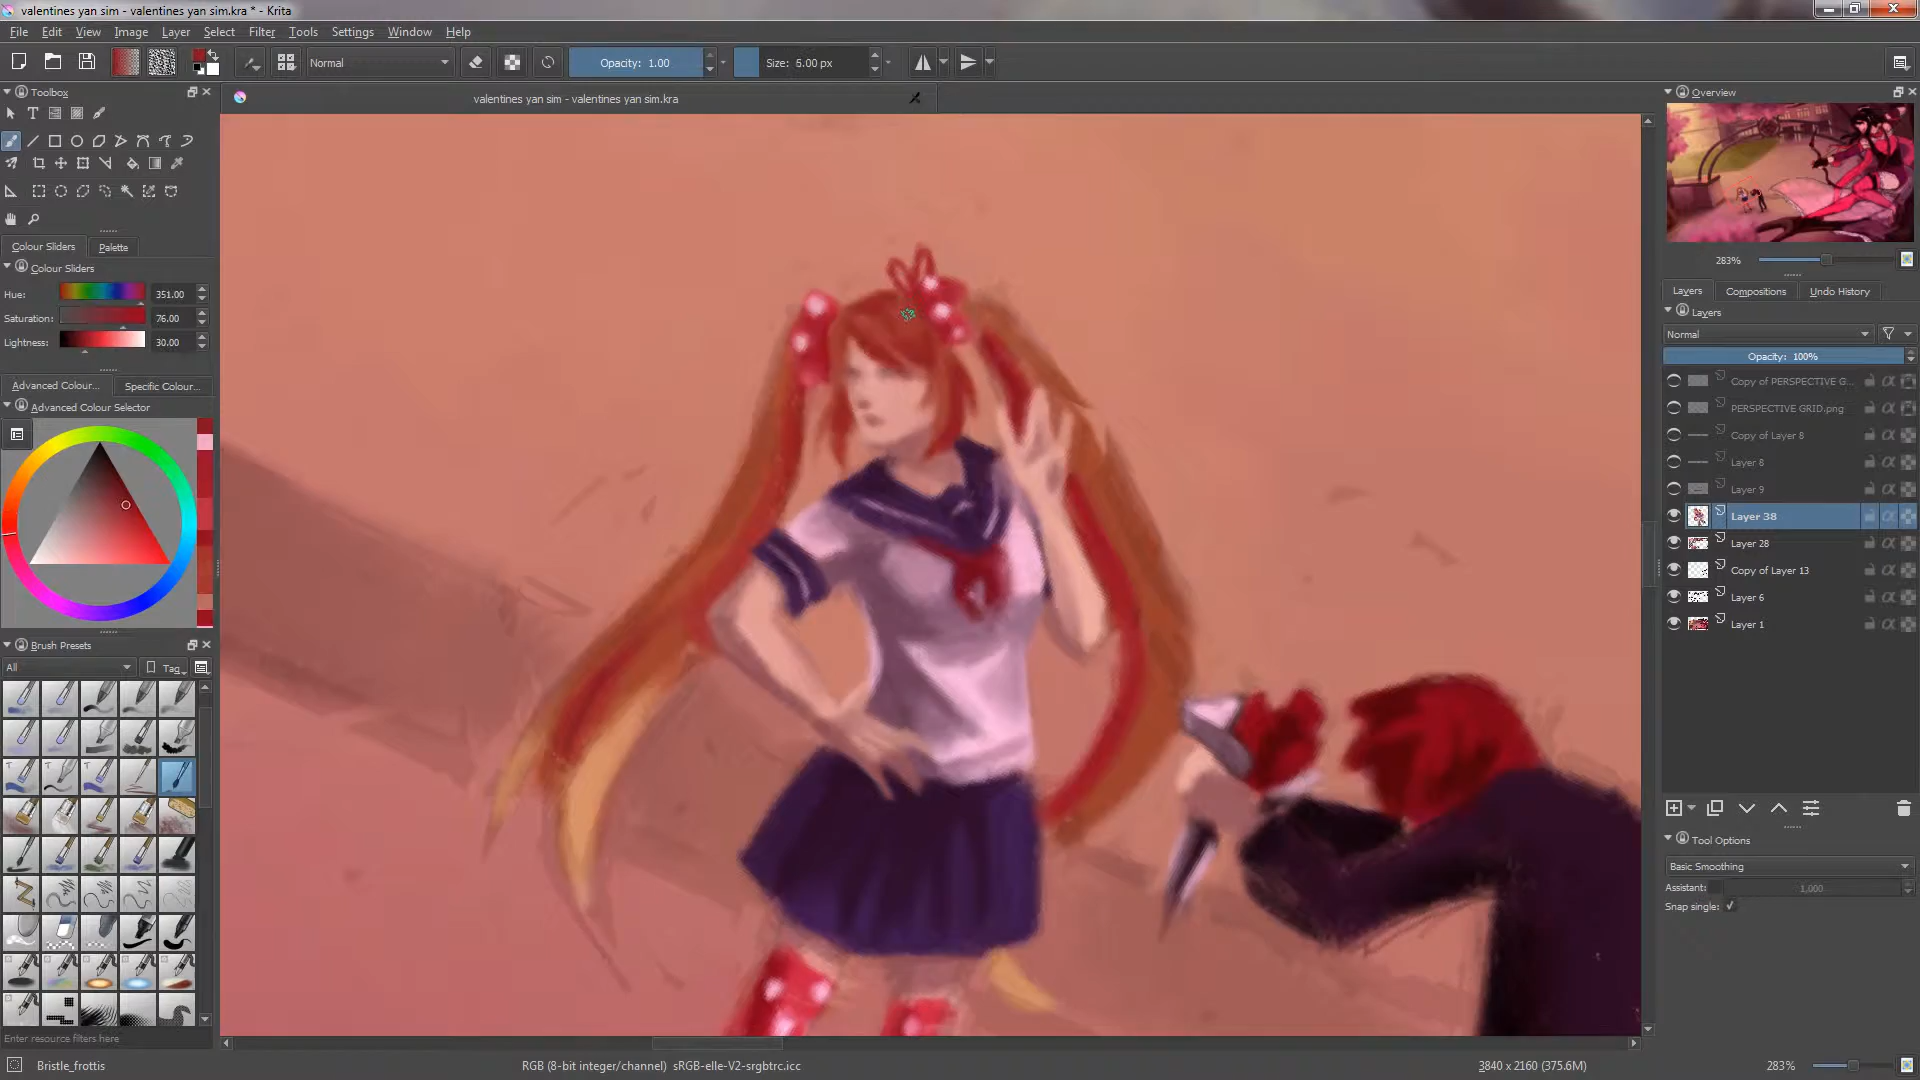 valentines yan sim - valentines yan sim.kra * - Krita
File Edit View Image Layer Select Filter Tools Settings Window Help
Normal Opacity: 1.00 Size: 5.00 px
Toolbox
valentines yan sim - valentines yan sim.kra
Overview
Colour Sliders Palette
Colour Sliders
Hue: 351.00
Saturation: 76.00
Lightness: 30.00
Advanced Colour... Specific Colour...
Advanced Colour Selector
Brush Presets
All Tag
Enter resource filters here
283%
Layers Compositions Undo History
Layers
Normal
Opacity: 100%
Copy of PERSPECTIVE G...
PERSPECTIVE GRID.png
Copy of Layer 8
Layer 8
Layer 9
Layer 38
Layer 28
Copy of Layer 13
Layer 6
Layer 1
Tool Options
Basic Smoothing
Assistant: 1,000
Snap single:
Bristle_frottis RGB (8-bit integer/channel) sRGB-elle-V2-srgbtrc.icc 3840 x 2160 (375.6M) 283%